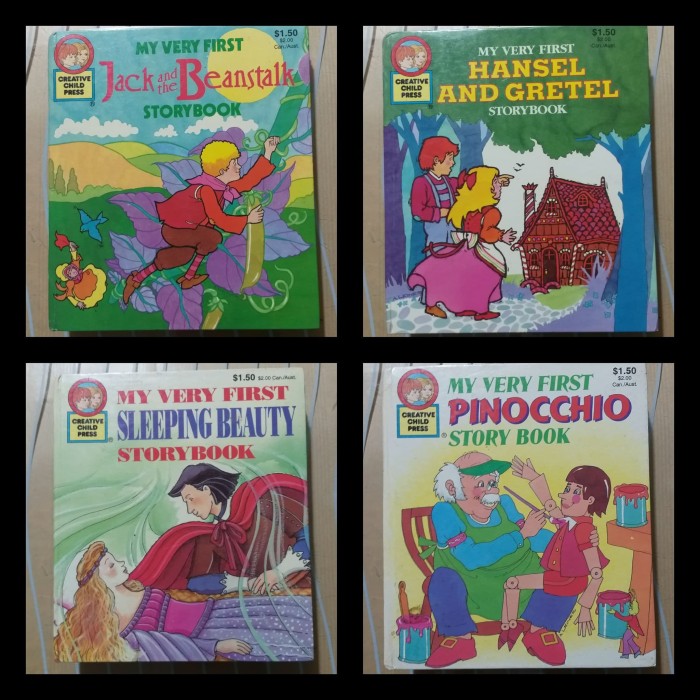 $1.50
$2.00
Can./Aust.
MY VERY FIRST
Jack and the Beanstalk
STORYBOOK
CREATIVE
CHILD
PRESS
®
$1.50
$2.00
Can./Aust.
MY VERY FIRST
HANSEL
AND GRETEL
STORYBOOK
CREATIVE
CHILD
PRESS
®
$1.50 $2.00 Can./Aust.
MY VERY FIRST
SLEEPING BEAUTY
STORYBOOK
CREATIVE
CHILD
PRESS
®
$1.50
$2.00
Can./Aust.
MY VERY FIRST
PINOCCHIO
STORY BOOK
CREATIVE
CHILD
PRESS
®